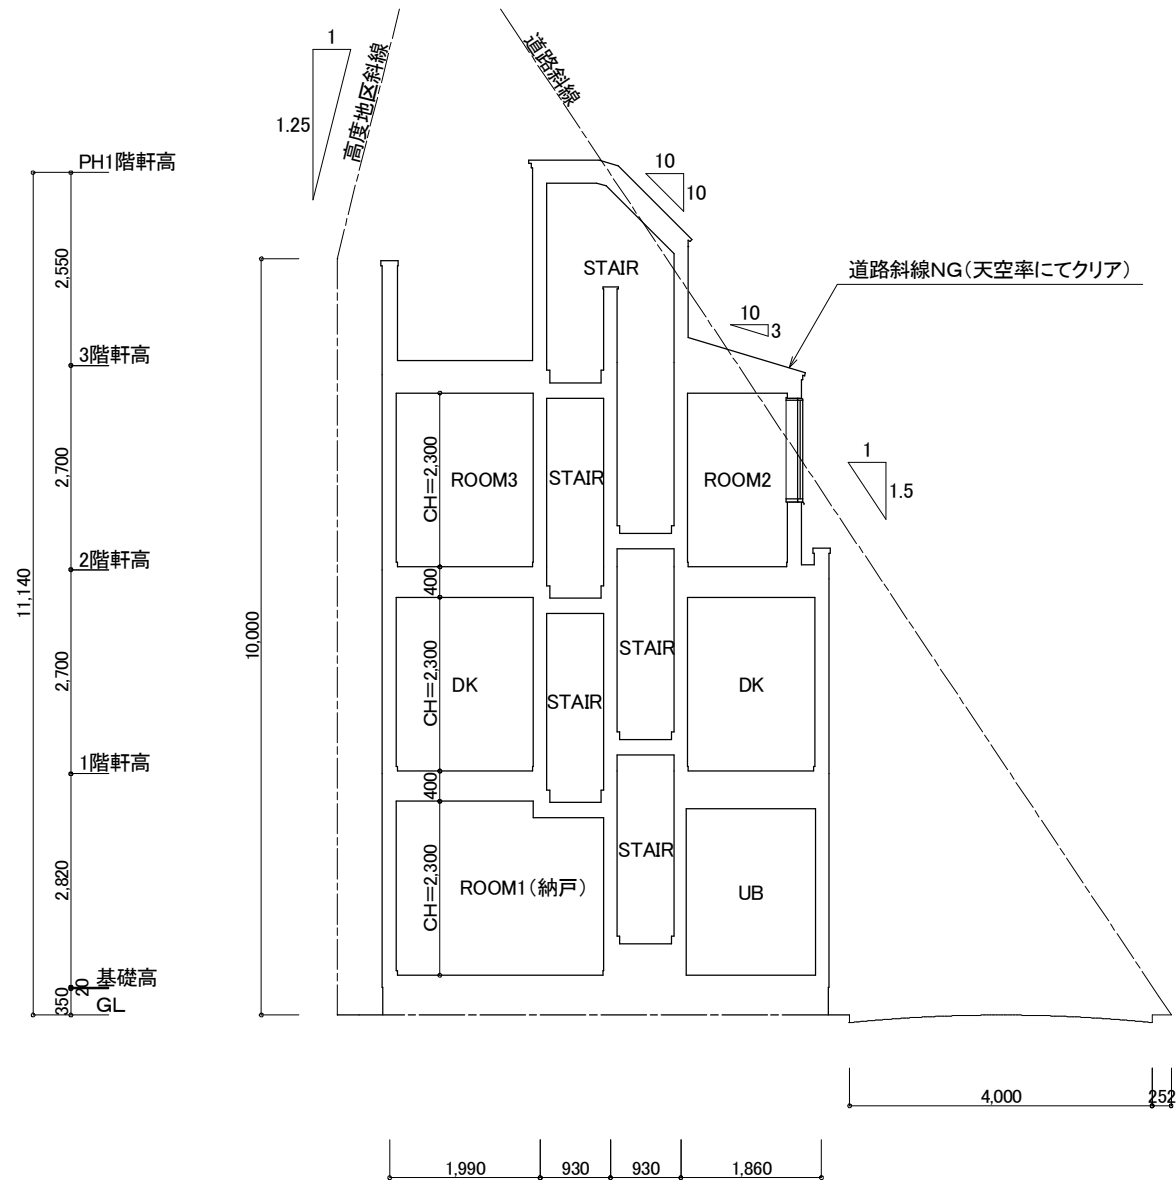 1
1.25
高度地区斜線
道路斜線
PH1階軒高
10
10
STAIR
道路斜線NG(天空率にてクリア)
2,550
10
3
3階軒高
CH=2,300
ROOM3
STAIR
ROOM2
1
1.5
2,700
2階軒高
400
11,140
10,000
STAIR
2,700
CH=2,300
DK
STAIR
DK
1階軒高
400
STAIR
2,820
CH=2,300
ROOM1(納戸)
UB
基礎高
20
350
GL
4,000
252
1,990
930
930
1,860